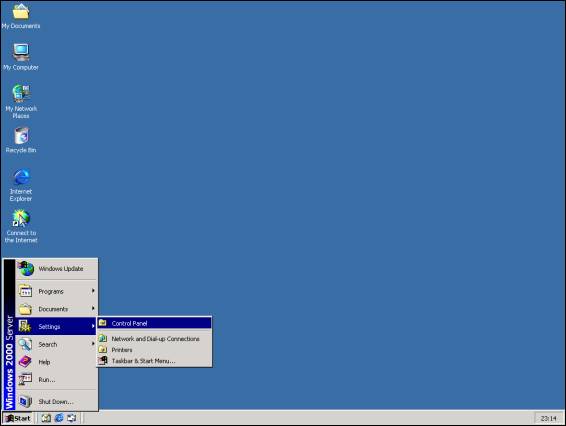 My Documents
My Computer
My Network
Places
Recycle Bin
Internet
Explorer
Connect to
the Internet
Windows 2000 Server
Windows Update
Programs
Documents
Settings
Search
Help
Run...
Shut Down...
Control Panel
Network and Dial-up Connections
Printers
Taskbar & Start Menu...
Start
23:14